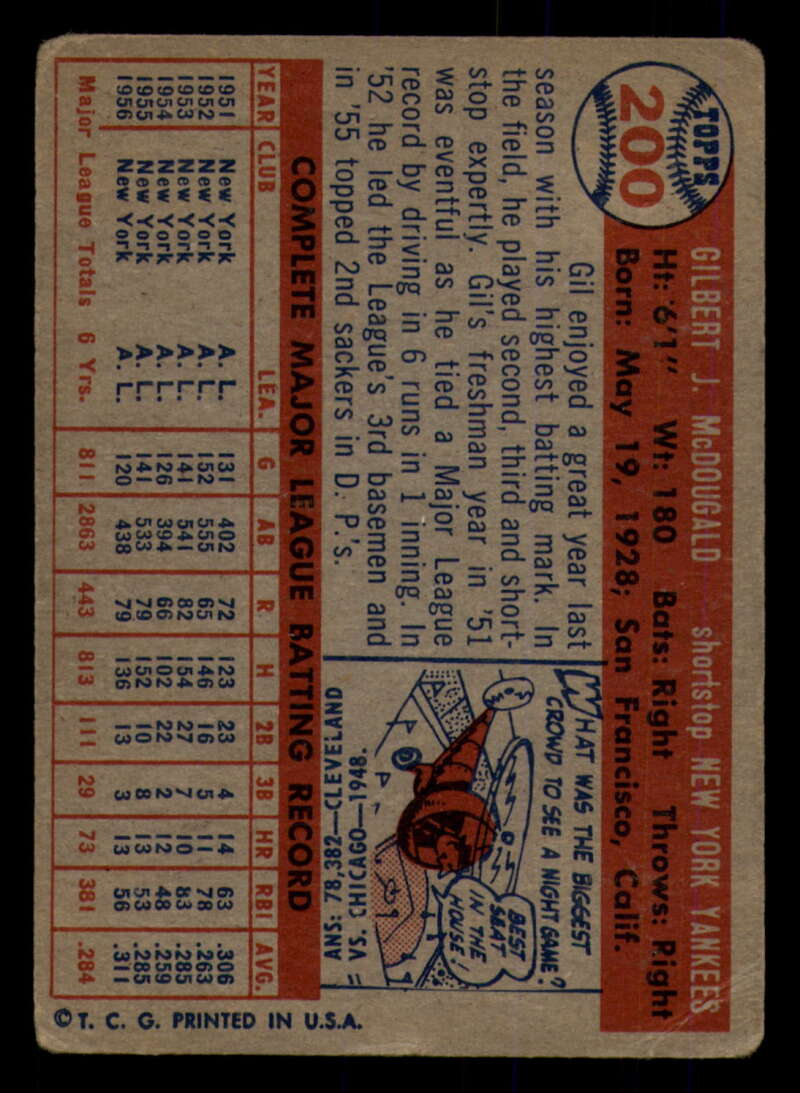 TOPPS
200
GILBERT J. McDOUGALD shortstop NEW YORK YANKEES
Ht: '6'1" Wt: 180 Bats: Right Throws: Right
Born: May 19, 1928; San Francisco, Calif.
Gil enjoyed a great year last
season with his highest batting mark. In
the field, he played second, third and short-
stop expertly. Gil's freshman year in '51
was eventful as he tied a Major League
record by driving in 6 runs in 1 inning. In
'52 he led the League's 3rd basemen and
in '55 topped 2nd sackers in D. P.'s.
WHAT WAS THE BIGGEST
CROWD TO SEE A NIGHT GAME?
BEST
SEAT
IN THE
HOUSE!
ANS: 78,382—CLEVELAND
VS. CHICAGO—1948.
COMPLETE MAJOR LEAGUE BATTING RECORD
YEAR CLUB LEA. G AB R H 2B 3B HR RBI AVG.
1951 New York A. L. 131 402 72 123 23 4 14 63 .306
1952 New York A. L. 152 555 65 146 16 5 11 78 .263
1953 New York A. L. 141 541 82 154 27 7 10 83 .285
1954 New York A. L. 126 394 66 102 22 2 12 48 .259
1955 New York A. L. 141 533 79 152 10 8 13 53 .285
1956 New York A. L. 120 438 79 136 13 3 13 56 .311
Major League Totals 6 Yrs. 811 2863 443 813 111 29 73 381 .284
© T. C. G. PRINTED IN U.S.A.